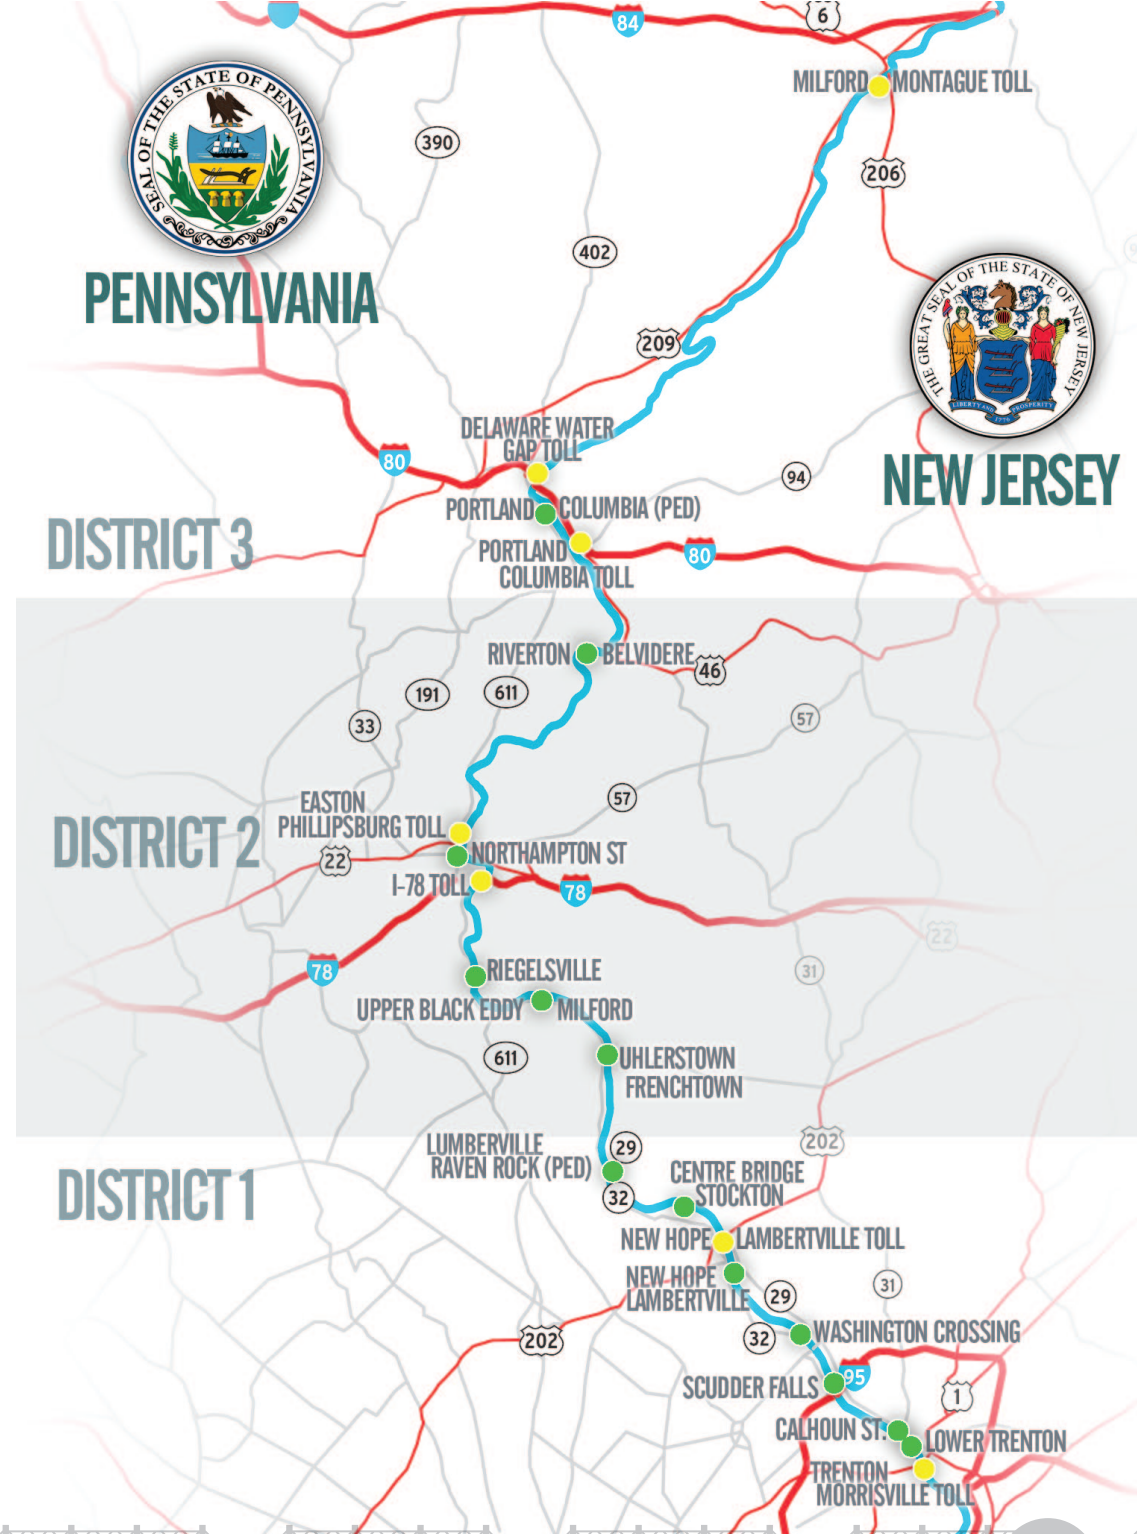 84
6
MILFORD
MONTAGUE TOLL
390
206
SEAL OF THE STATE OF PENNSYLVANIA
402
PENNSYLVANIA
THE GREAT SEAL OF THE STATE OF NEW JERSEY
LIBERTY AND PROSPERITY
1776
209
DELAWARE WATER
GAP TOLL
80
94
NEW JERSEY
PORTLAND
COLUMBIA (PED)
DISTRICT 3
PORTLAND
COLUMBIA TOLL
80
RIVERTON
BELVIDERE
46
191
611
33
57
57
EASTON
PHILLIPSBURG TOLL
DISTRICT 2
22
NORTHAMPTON ST
I-78 TOLL
78
22
78
31
RIEGELSVILLE
UPPER BLACK EDDY
MILFORD
611
UHLERSTOWN
FRENCHTOWN
202
LUMBERVILLE
RAVEN ROCK (PED)
29
DISTRICT 1
32
CENTRE BRIDGE
STOCKTON
NEW HOPE
LAMBERTVILLE TOLL
NEW HOPE
LAMBERTVILLE
29
31
32
WASHINGTON CROSSING
202
SCUDDER FALLS
95
1
CALHOUN ST.
LOWER TRENTON
TRENTON
MORRISVILLE TOLL